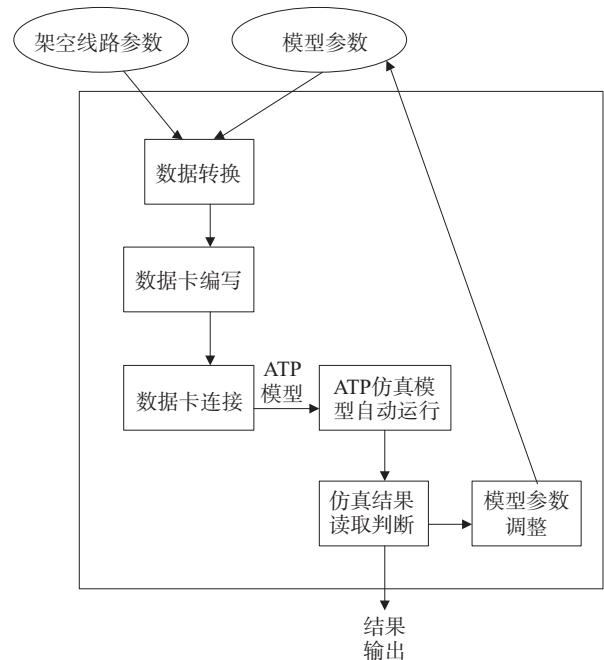 架空线路参数
模型参数
数据转换
数据卡编写
数据卡连接
ATP
模型
ATP仿真模
型自动运行
仿真结果
读取判断
模型参数
调整
结果
输出